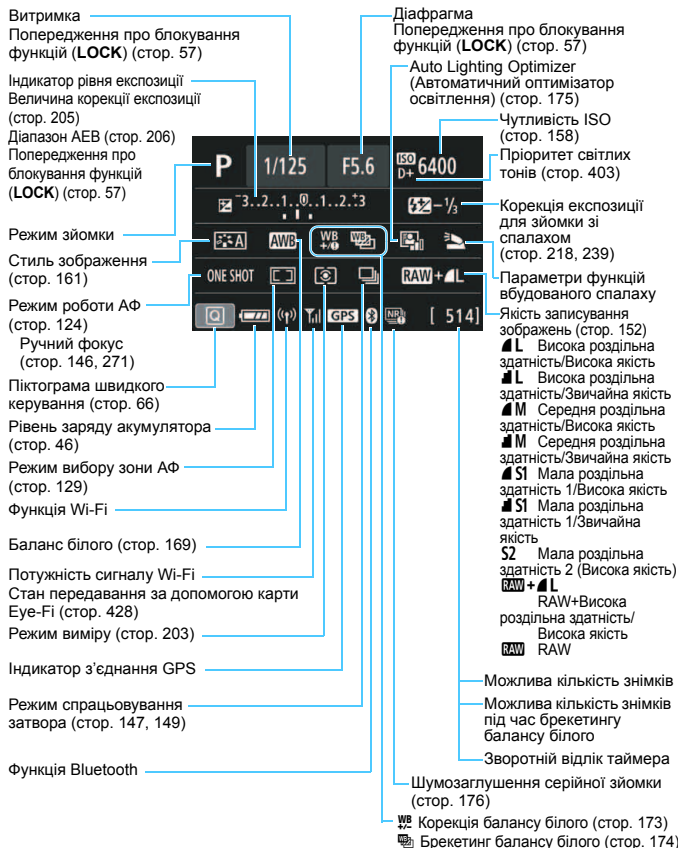 Витримка
Попередження про блокування
функцій (LOCK) (стор. 57)
Індикатор рівня експозиції
Величина корекції експозиції
(стор. 205)
Діапазон AEB (стор. 206)
Попередження про
блокування функцій
(LOCK) (стор. 57)
Режим зйомки
Стиль зображення
(стор. 161)
Режим роботи АФ
(стор. 124)
Ручний фокус
(стор. 146, 271)
Піктограма швидкого
керування (стор. 66)
Рівень заряду акумулятора
(стор. 46)
Режим вибору зони АФ
(стор. 129)
Функція Wi-Fi
Баланс білого (стор. 169)
Потужність сигналу Wi-Fi
Стан передавання за допомогою карти
Eye-Fi (стор. 428)
Режим виміру (стор. 203)
Індикатор з’єднання GPS
Режим спрацьовування
затвора (стор. 147, 149)
Функція Bluetooth
P 1/125 F5.6 ISO D+ 6400
-3..2..1..0..1..2.+3 -1/3
A AWB WB +/- WB
ONE SHOT RAW+L
Q GPS NR [ 514]
Діафрагма
Попередження про блокування
функцій (LOCK) (стор. 57)
Auto Lighting Optimizer
(Автоматичний оптимізатор
освітлення) (стор. 175)
Чутливість ISO
(стор. 158)
Пріоритет світлих
тонів (стор. 403)
Корекція експозиції
для зйомки зі
спалахом
(стор. 218, 239)
Параметри функцій
вбудованого спалаху
Якість записування
зображень (стор. 152)
L Висока роздільна
здатність/Висока якість
L Висока роздільна
здатність/Звичайна якість
M Середня роздільна
здатність/Висока якість
M Середня роздільна
здатність/Звичайна якість
S1 Мала роздільна
здатність 1/Висока якість
S1 Мала роздільна
здатність 1/Звичайна
якість
S2 Мала роздільна
здатність 2 (Висока якість)
RAW+L
RAW+Висока
роздільна здатність/
Висока якість
RAW RAW
Можлива кількість знімків
Можлива кількість знімків
під час брекетингу
балансу білого
Зворотній відлік таймера
Шумозаглушення серійної зйомки
(стор. 176)
WB +/- Корекція балансу білого (стор. 173)
WB Брекетинг балансу білого (стор. 174)